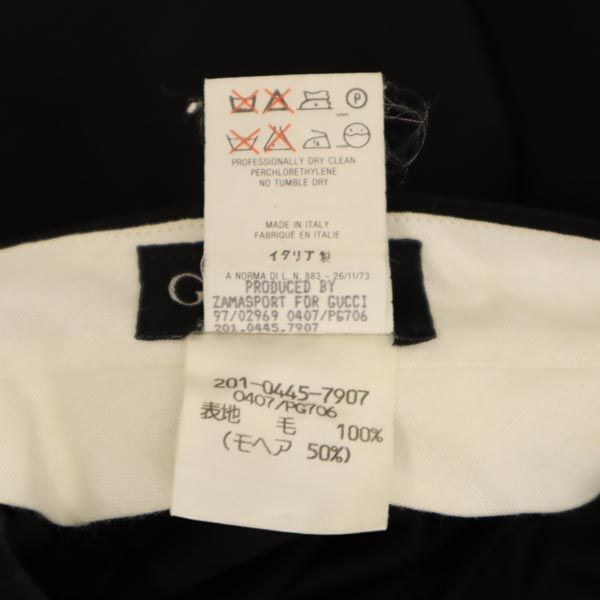 P
PROFESSIONALLY DRY CLEAN
PERCHLORETHYLENE
NO TUMBLE DRY
MADE IN ITALY
FABRIQUÉ EN ITALIE
イタリア製
A NORMA DI L. N. 883 - 26/11/73
PRODUCED BY
ZAMASPORT FOR GUCCI
97/02969 0407/PG706
201.0445.7907
G
201-0445-7907
0407/PG706
表地 毛 100%
(モヘア 50%)